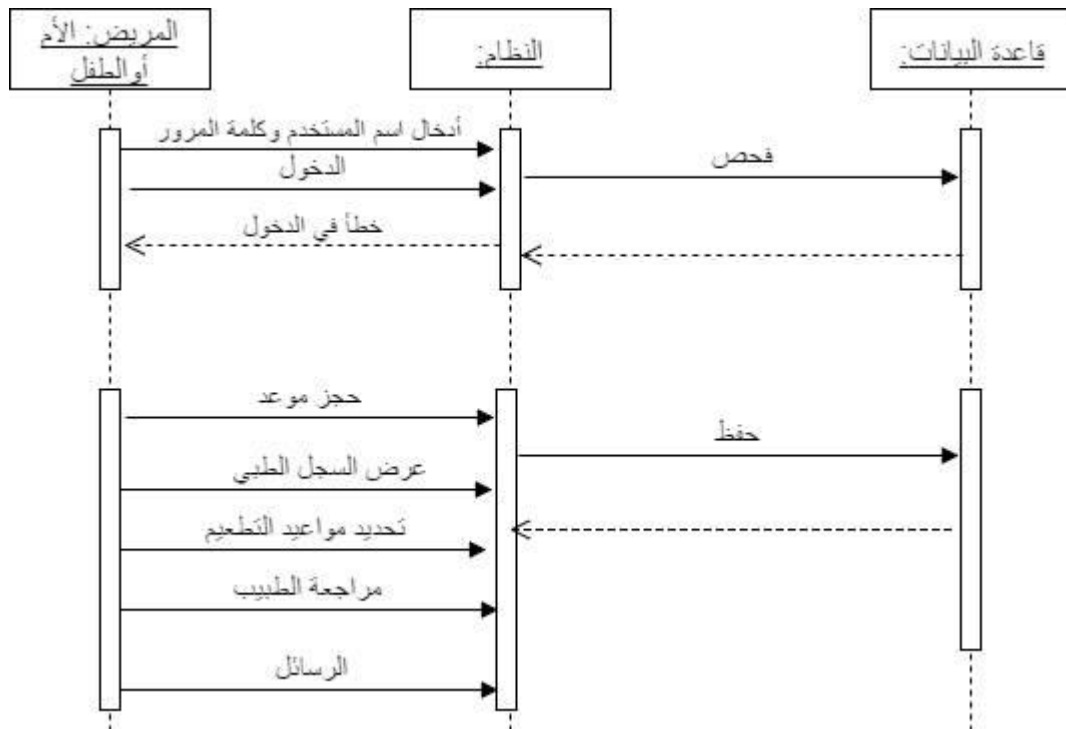 المريض: الأم
أو الطفل
النظام:
قاعدة البيانات:
أدخال اسم المستخدم وكلمة المرور
الدخول
فحص
خطأ في الدخول
حجز موعد
حفظ
عرض السجل الطبي
تحديد مواعيد التطعيم
مراجعة الطبيب
الرسائل